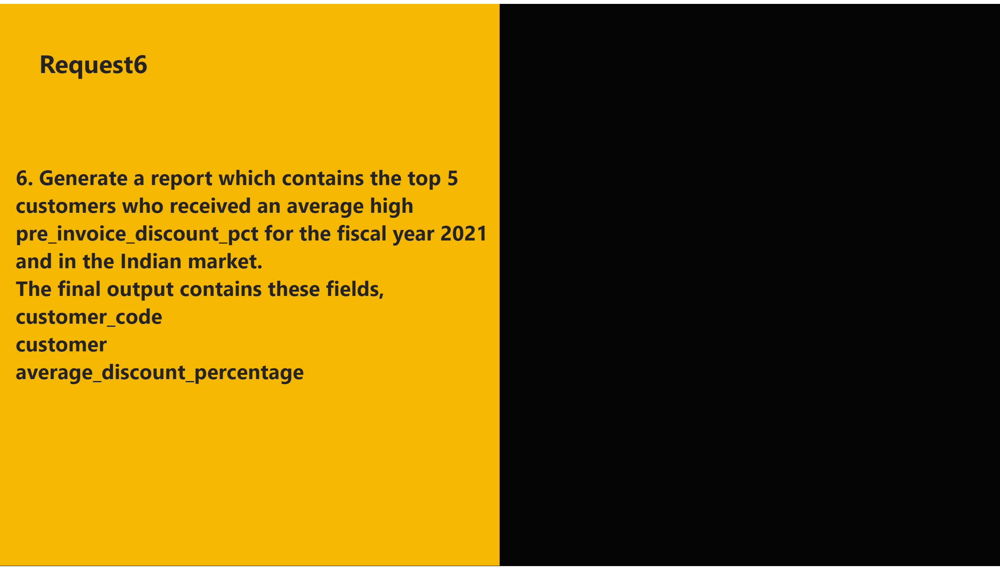 Request6
6. Generate a report which contains the top 5
customers who received an average high
pre_invoice_discount_pct for the fiscal year 2021
and in the Indian market.
The final output contains these fields,
customer_code
customer
average_discount_percentage